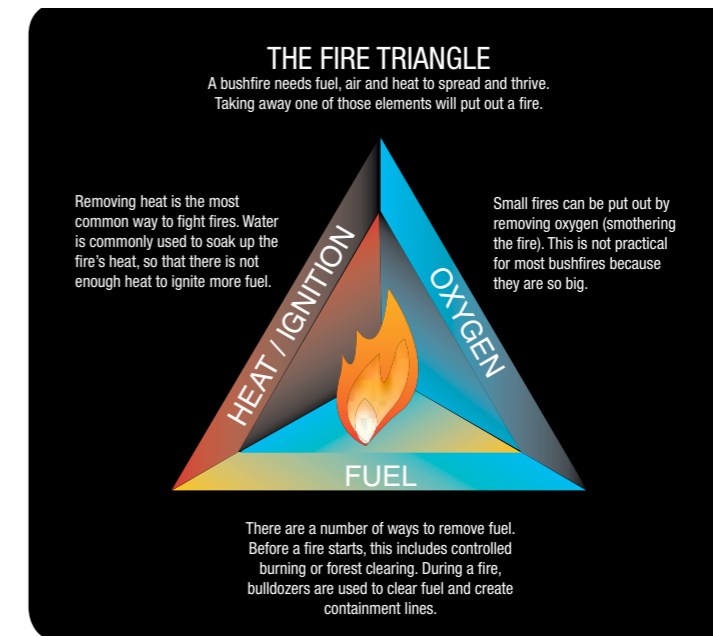 THE FIRE TRIANGLE
A bushfire needs fuel, air and heat to spread and thrive.
Taking away one of those elements will put out a fire.
Removing heat is the most
common way to fight fires. Water
is commonly used to soak up the
fire's heat, so that there is not
enough heat to ignite more fuel.
Small fires can be put out by
removing oxygen (smothering
the fire). This is not practical
for most bushfires because
they are so big.
HEAT / IGNITION
OXYGEN
FUEL
There are a number of ways to remove fuel.
Before a fire starts, this includes controlled
burning or forest clearing. During a fire,
bulldozers are used to clear fuel and create
containment lines.